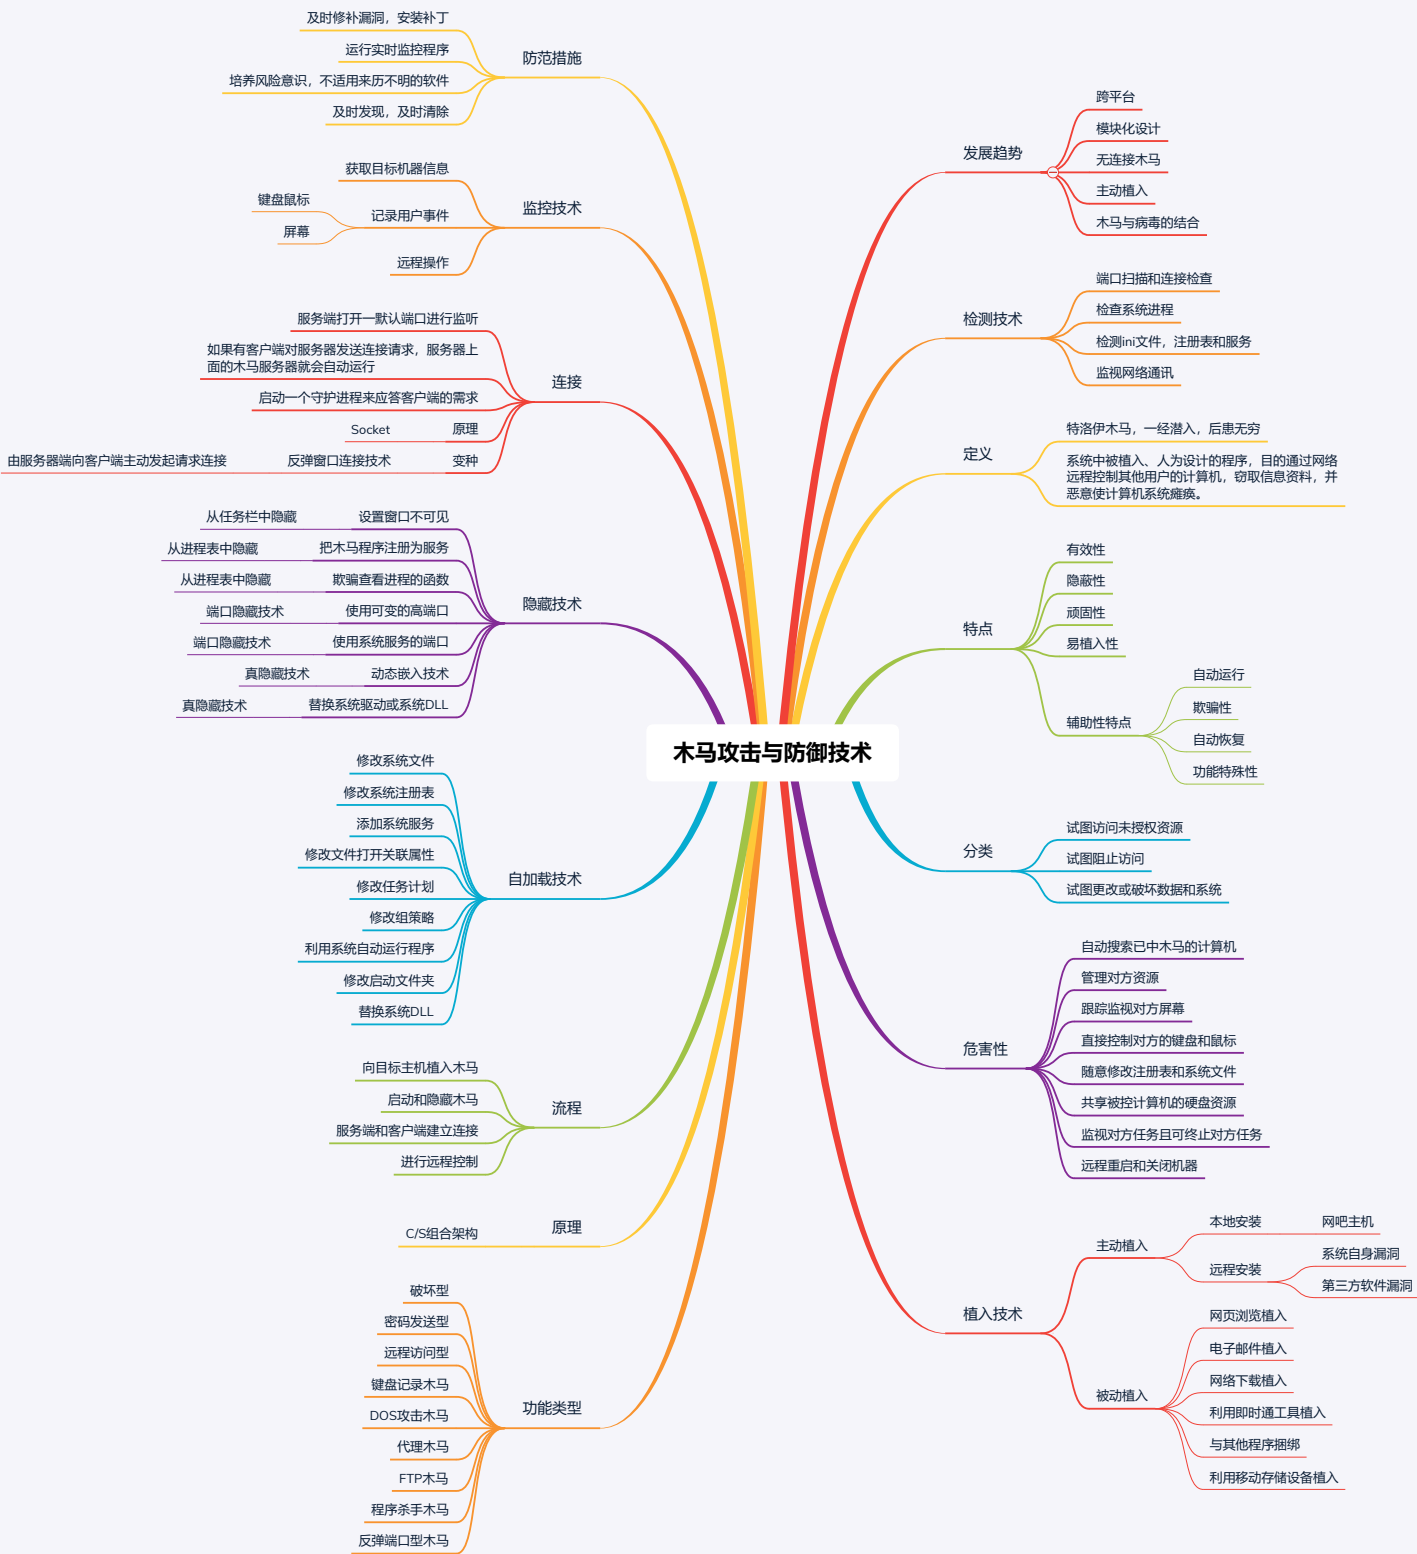 木马攻击与防御技术
发展趋势
跨平台
模块化设计
无连接木马
主动植入
木马与病毒的结合
检测技术
端口扫描和连接检查
检查系统进程
检测ini文件，注册表和服务
监视网络通讯
定义
特洛伊木马，一经潜入，后患无穷
系统中被植入、人为设计的程序，目的通过网络
远程控制其他用户的计算机，窃取信息资料，并
恶意使计算机系统瘫痪。
特点
有效性
隐蔽性
顽固性
易植入性
辅助性特点
自动运行
欺骗性
自动恢复
功能特殊性
分类
试图访问未授权资源
试图阻止访问
试图更改或破坏数据和系统
危害性
自动搜索已中木马的计算机
管理对方资源
跟踪监视对方屏幕
直接控制对方的键盘和鼠标
随意修改注册表和系统文件
共享被控计算机的硬盘资源
监视对方任务且可终止对方任务
远程重启和关闭机器
植入技术
主动植入
本地安装
网吧主机
远程安装
系统自身漏洞
第三方软件漏洞
被动植入
网页浏览植入
电子邮件植入
网络下载植入
利用即时通工具植入
与其他程序捆绑
利用移动存储设备植入
防范措施
及时修补漏洞，安装补丁
运行实时监控程序
培养风险意识，不适用来历不明的软件
及时发现，及时清除
监控技术
获取目标机器信息
记录用户事件
键盘鼠标
屏幕
远程操作
连接
服务端打开一默认端口进行监听
如果有客户端对服务器发送连接请求，服务器上
面的木马服务器就会自动运行
启动一个守护进程来应答客户端的需求
原理
Socket
变种
反弹窗口连接技术
由服务器端向客户端主动发起请求连接
隐藏技术
设置窗口不可见
从任务栏中隐藏
把木马程序注册为服务
从进程表中隐藏
欺骗查看进程的函数
从进程表中隐藏
使用可变的高端口
端口隐藏技术
使用系统服务的端口
端口隐藏技术
动态嵌入技术
真隐藏技术
替换系统驱动或系统DLL
真隐藏技术
自加载技术
修改系统文件
修改系统注册表
添加系统服务
修改文件打开关联属性
修改任务计划
修改组策略
利用系统自动运行程序
修改启动文件夹
替换系统DLL
流程
向目标主机植入木马
启动和隐藏木马
服务端和客户端建立连接
进行远程控制
原理
C/S组合架构
功能类型
破坏型
密码发送型
远程访问型
键盘记录木马
DOS攻击木马
代理木马
FTP木马
程序杀手木马
反弹端口型木马